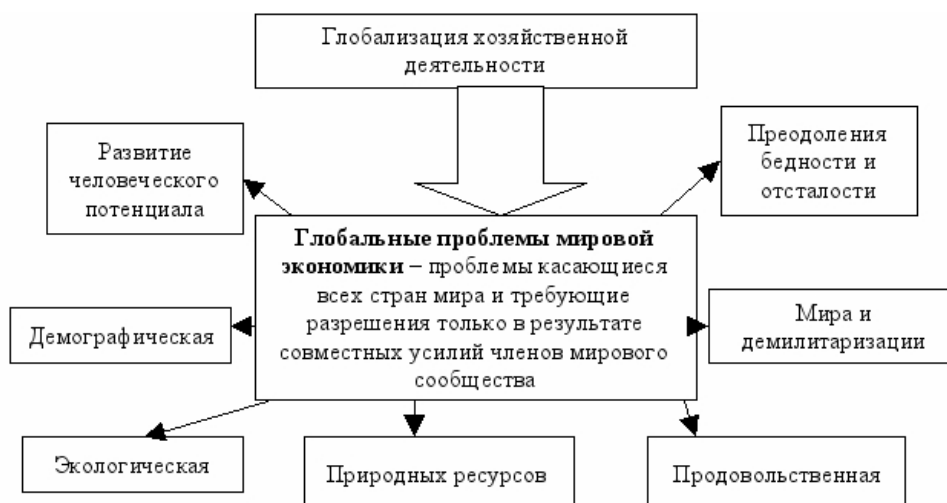 Глобализация хозяйственной
деятельности
Развитие
человеческого
потенциала
Преодоления
бедности и
отсталости
Глобальные проблемы мировой
экономики – проблемы касающиеся
всех стран мира и требующие
разрешения только в результате
совместных усилий членов мирового
сообщества
Демографическая
Мира и
демилитаризации
Экологическая
Природных ресурсов
Продовольственная